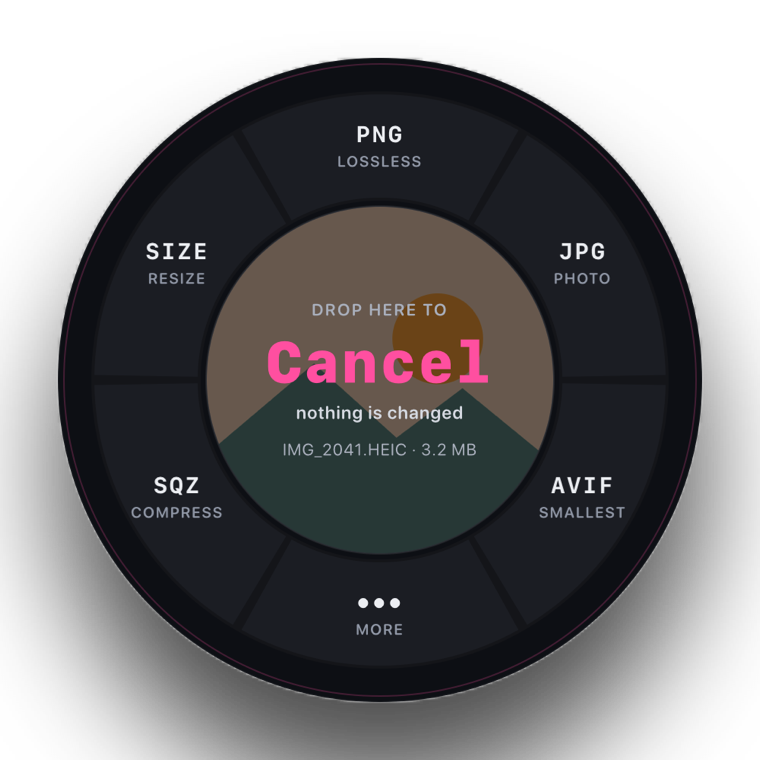 PNG
LOSSLESS
SIZE
RESIZE
JPG
PHOTO
DROP HERE TO
Cancel
nothing is changed
IMG_2041.HEIC · 3.2 MB
SQZ
COMPRESS
AVIF
SMALLEST
•••
MORE